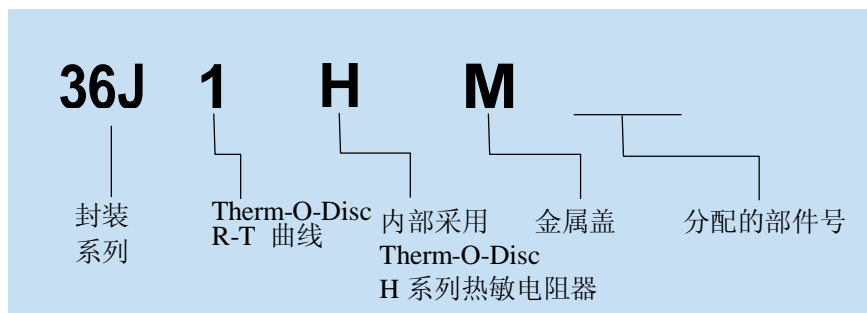 36J 1 H M
封装
系列
Therm-O-Disc
R-T 曲线
内部采用
Therm-O-Disc
H 系列热敏电阻器
金属盖
分配的部件号